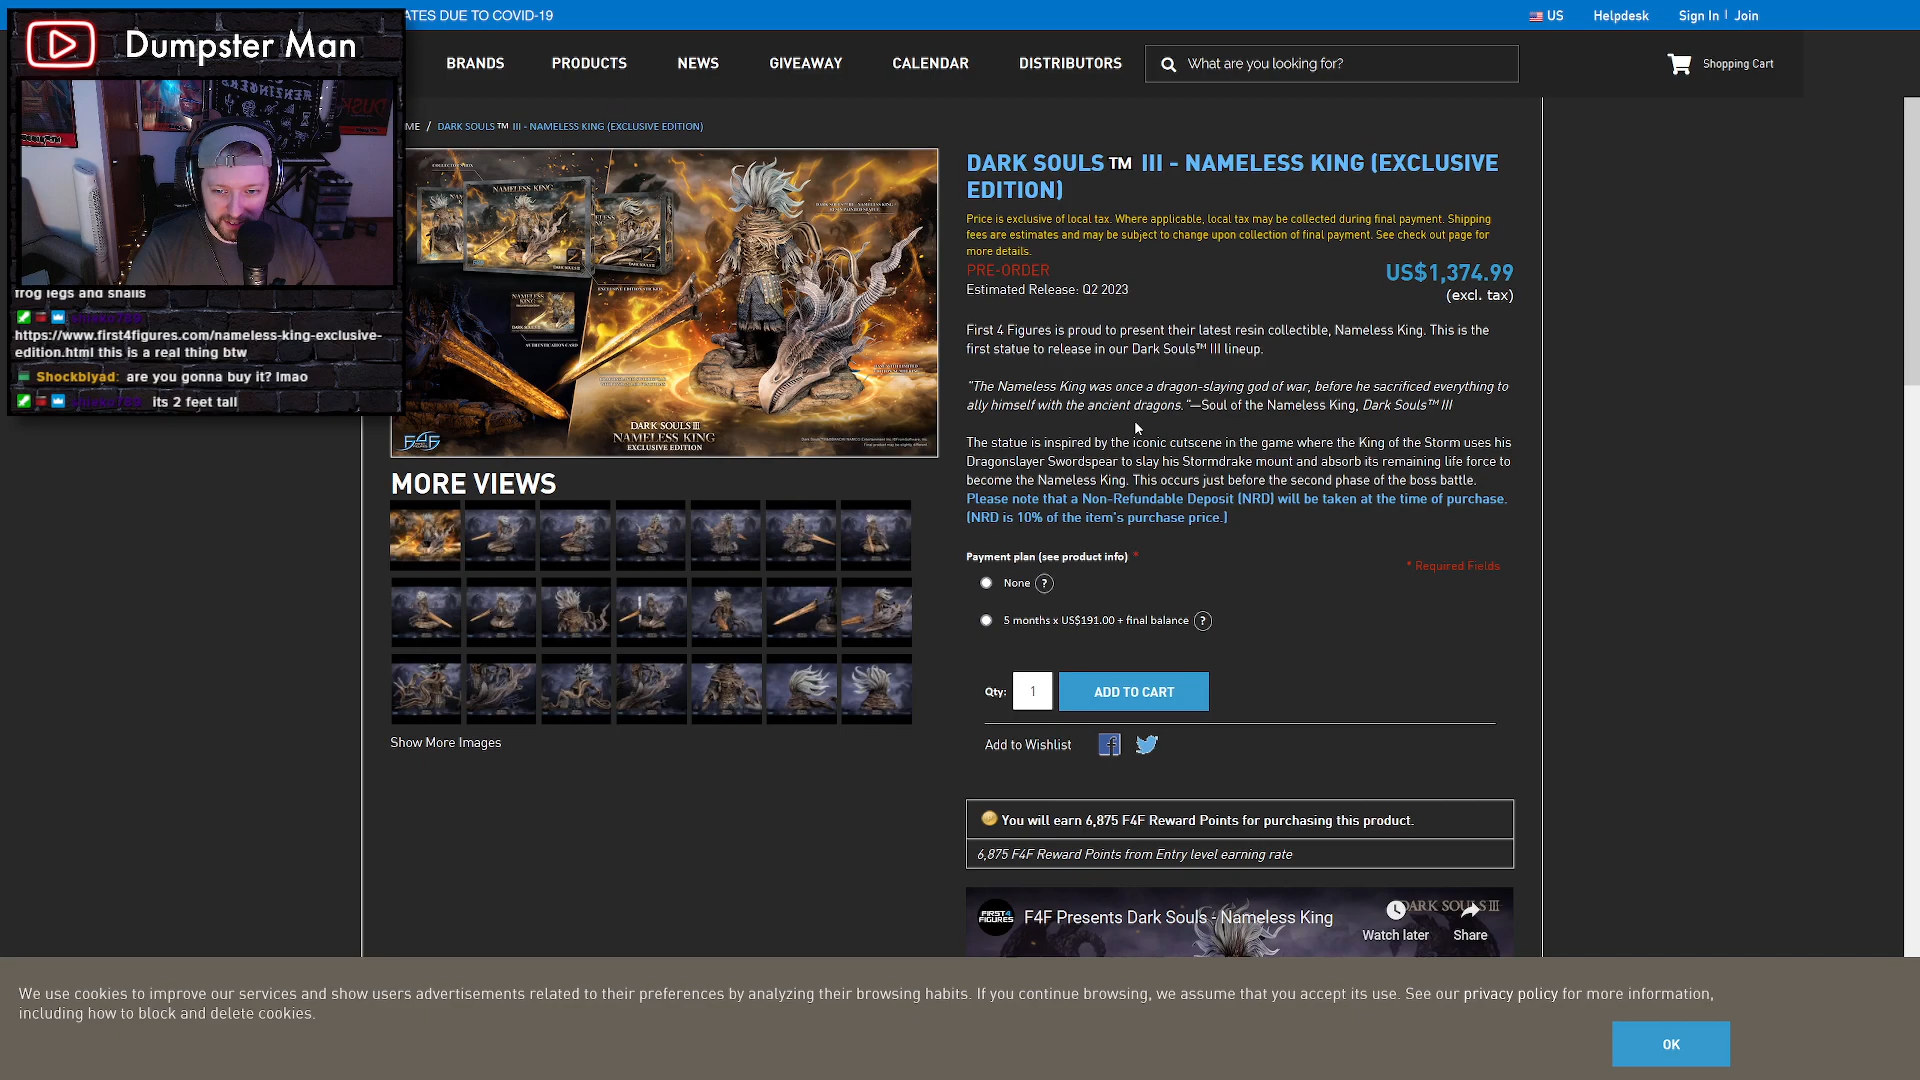 ATES DUE TO COVID-19
US
Helpdesk
Sign In
Join
Dumpster Man
BRANDS
PRODUCTS
NEWS
GIVEAWAY
CALENDAR
DISTRIBUTORS
What are you looking for?
Shopping Cart
frog legs and snails
https://www.first4figures.com/nameless-king-exclusive-
edition.html this is a real thing btw
Shockblyad: are you gonna buy it? lmao
its 2 feet tall
ME / DARK SOULS™ III - NAMELESS KING (EXCLUSIVE EDITION)
NAMELESS KING
EXCLUSIVE EDITION STICKER
AUTHENTICATION CARD
F4F
DARK SOULS III
NAMELESS KING
EXCLUSIVE EDITION
MORE VIEWS
Show More Images
DARK SOULS™ III - NAMELESS KING (EXCLUSIVE
EDITION)
Price is exclusive of local tax. Where applicable, local tax may be collected during final payment. Shipping
fees are estimates and may be subject to change upon collection of final payment. See check out page for
more details.
PRE-ORDER
US$1,374.99
Estimated Release: Q2 2023
(excl. tax)
First 4 Figures is proud to present their latest resin collectible, Nameless King. This is the
first statue to release in our Dark Souls™ III lineup.
"The Nameless King was once a dragon-slaying god of war, before he sacrificed everything to
ally himself with the ancient dragons."—Soul of the Nameless King, Dark Souls™ III
The statue is inspired by the iconic cutscene in the game where the King of the Storm uses his
Dragonslayer Swordspear to slay his Stormdrake mount and absorb its remaining life force to
become the Nameless King. This occurs just before the second phase of the boss battle.
Please note that a Non-Refundable Deposit (NRD) will be taken at the time of purchase.
(NRD is 10% of the item's purchase price.)
Payment plan (see product info) *
* Required Fields
None ?
5 months x US$191.00 + final balance ?
Qty: 1 ADD TO CART
Add to Wishlist
You will earn 6,875 F4F Reward Points for purchasing this product.
6,875 F4F Reward Points from Entry level earning rate
FIRST4 FIGURES
F4F Presents Dark Souls - Nameless King
DARK SOULS III
Watch later
Share
We use cookies to improve our services and show users advertisements related to their preferences by analyzing their browsing habits. If you continue browsing, we assume that you accept its use. See our privacy policy for more information,
including how to block and delete cookies.
OK